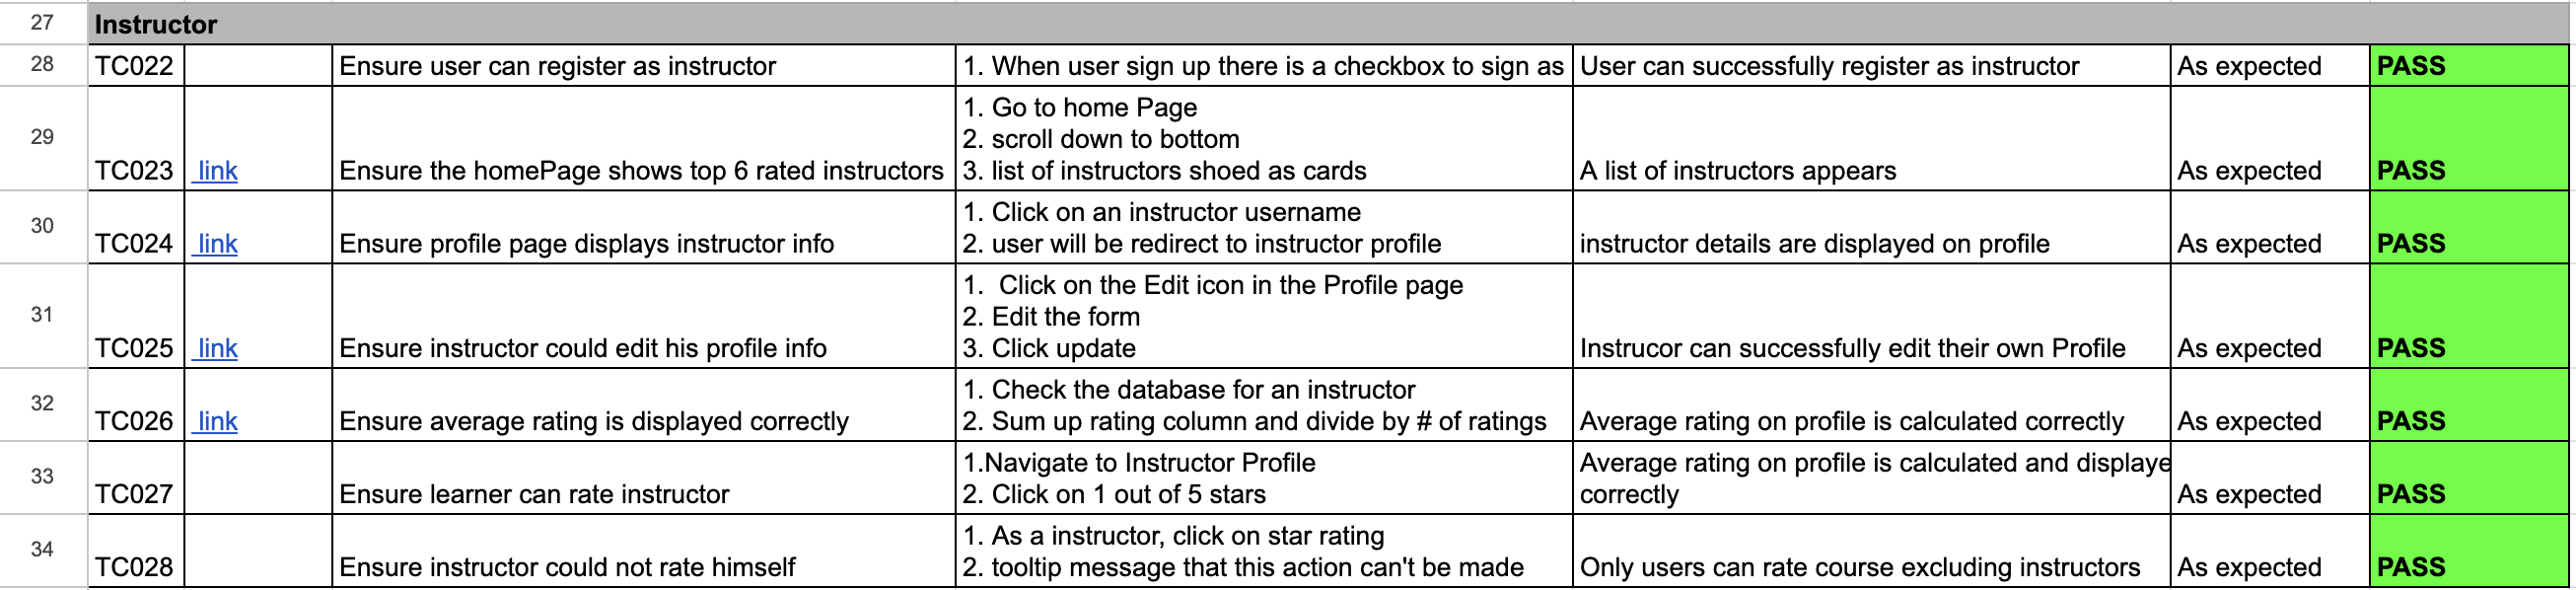 27 Instructor
28 TC022 Ensure user can register as instructor 1. When user sign up there is a checkbox to sign as User can successfully register as instructor As expected PASS
1. Go to home Page
29 2. scroll down to bottom
TC023 link Ensure the homePage shows top 6 rated instructors 3. list of instructors shoed as cards A list of instructors appears As expected PASS
30 1. Click on an instructor username
TC024 link Ensure profile page displays instructor info 2. user will be redirect to instructor profile instructor details are displayed on profile As expected PASS
1. Click on the Edit icon in the Profile page
31 2. Edit the form
TC025 link Ensure instructor could edit his profile info 3. Click update Instrucor can successfully edit their own Profile As expected PASS
32 1. Check the database for an instructor
TC026 link Ensure average rating is displayed correctly 2. Sum up rating column and divide by # of ratings Average rating on profile is calculated correctly As expected PASS
33 1.Navigate to Instructor Profile Average rating on profile is calculated and displaye
TC027 Ensure learner can rate instructor 2. Click on 1 out of 5 stars correctly As expected PASS
34 1. As a instructor, click on star rating
TC028 Ensure instructor could not rate himself 2. tooltip message that this action can't be made Only users can rate course excluding instructors As expected PASS